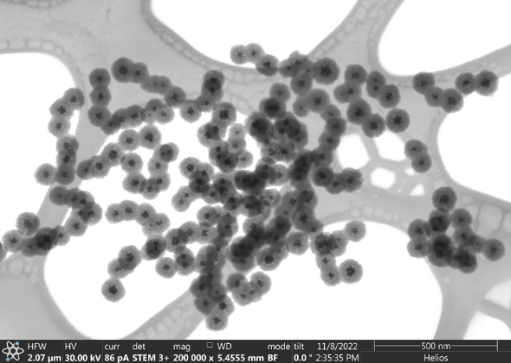 HFW HV curr det mag □ WD mode tilt 11/8/2022 500 nm
2.07 µm 30.00 kV 86 pA STEM 3+ 200 000 x 5.4555 mm BF 0.0 ° 2:35:35 PM Helios